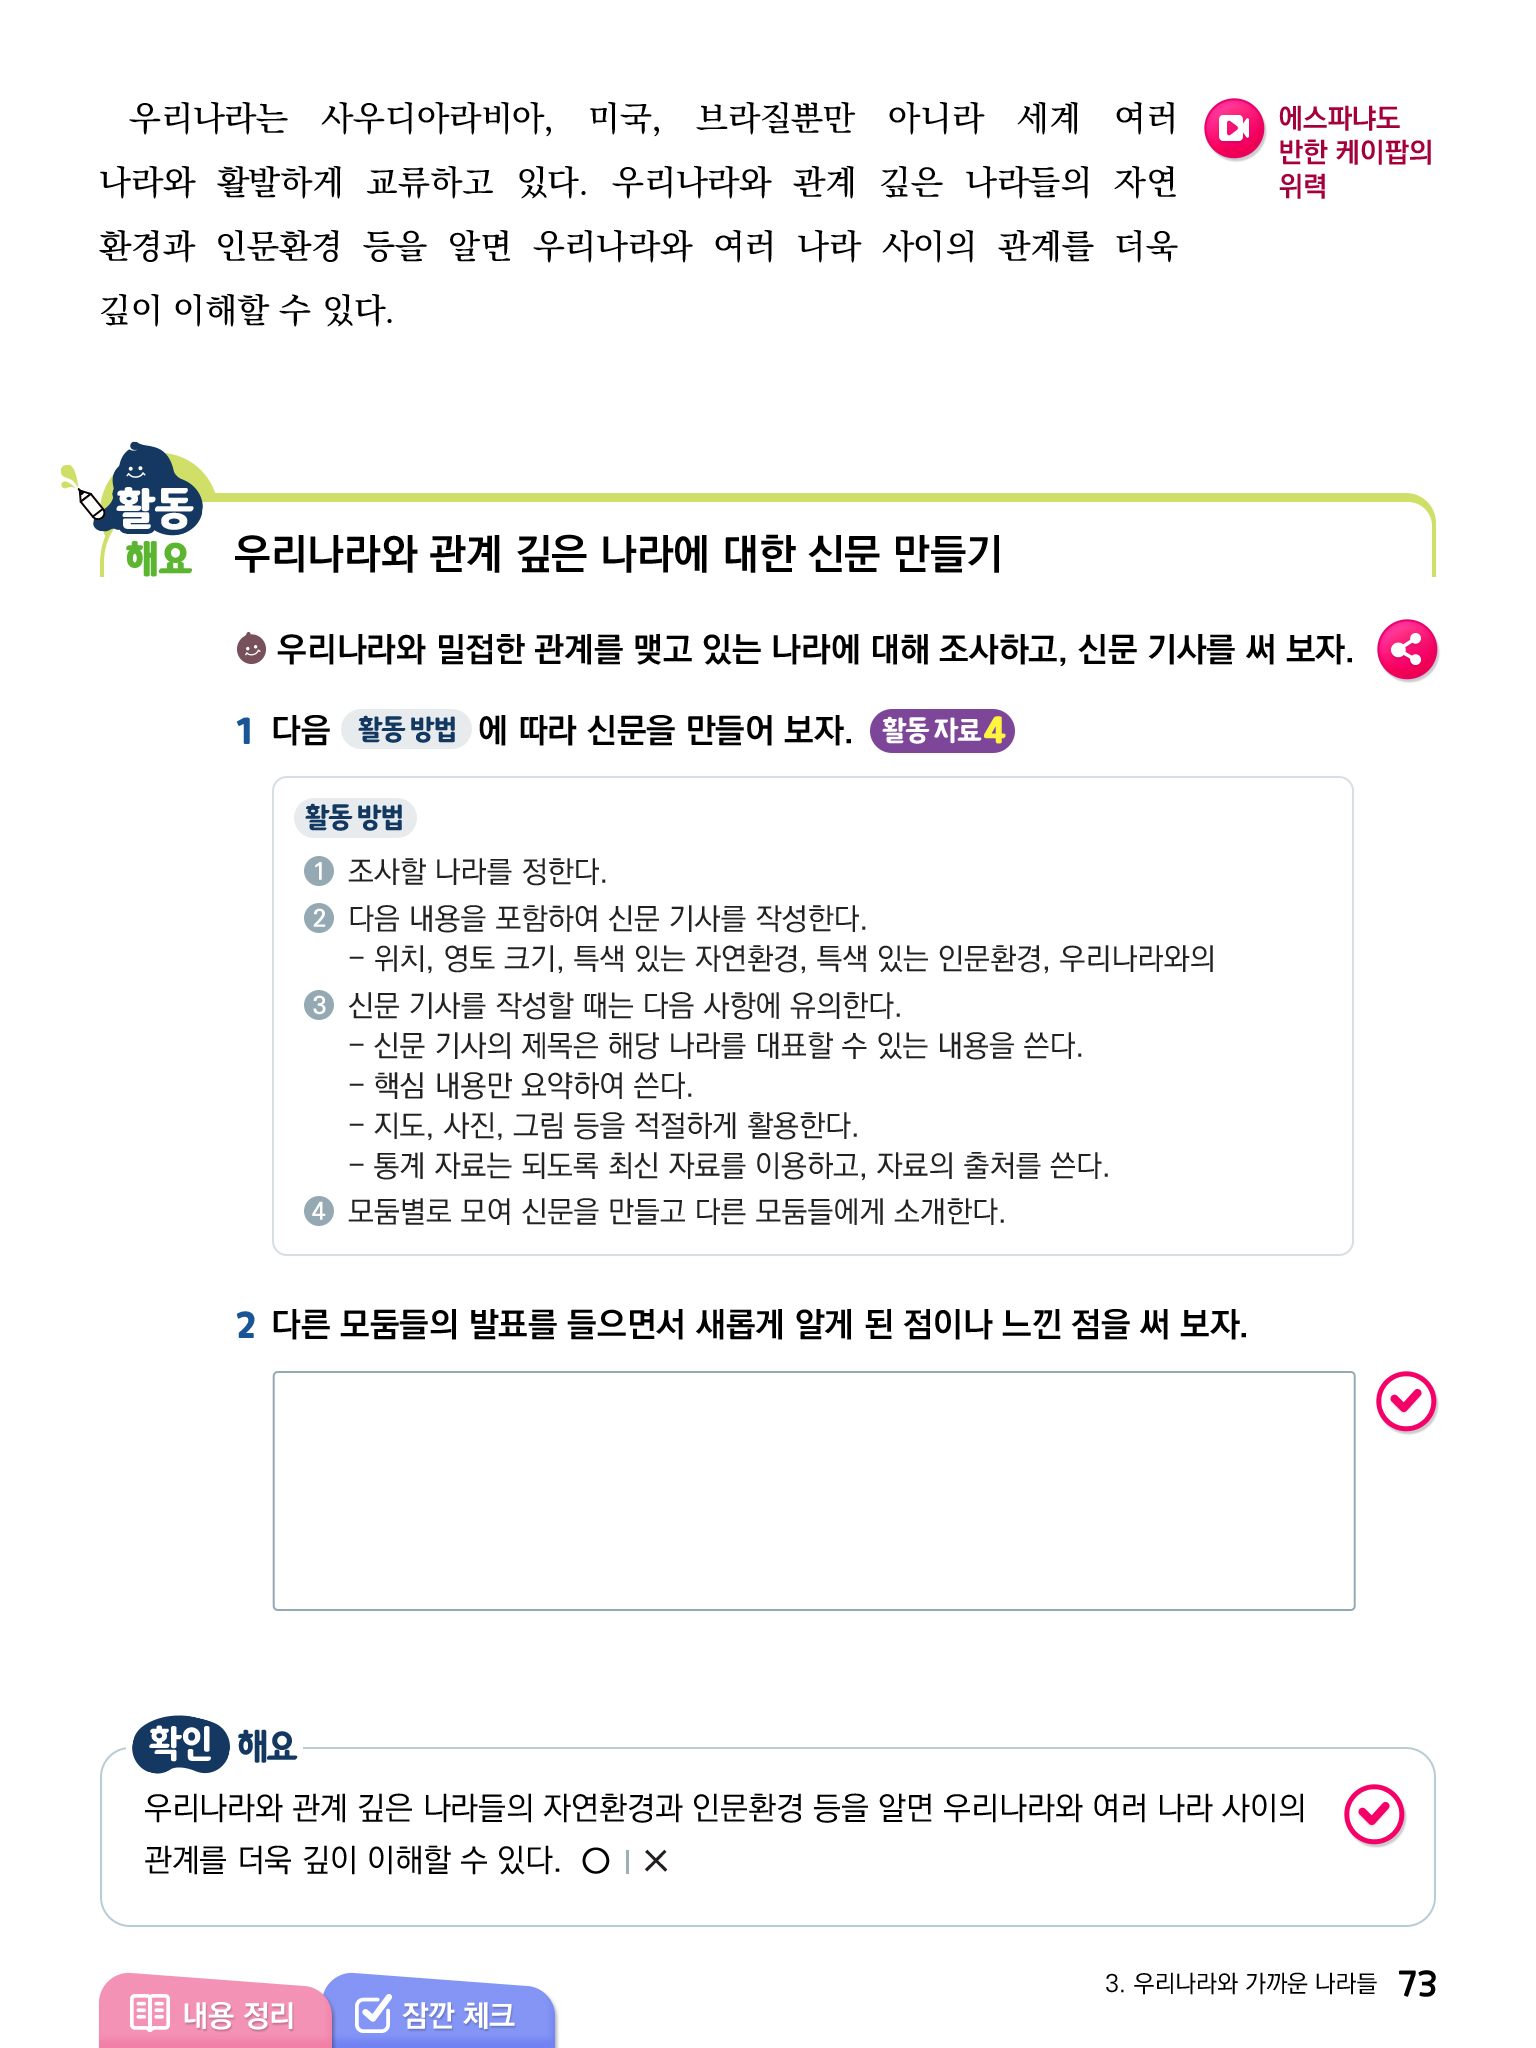 우리나라는 사우디아라비아, 미국, 브라질뿐만 아니라 세계 여러
나라와 활발하게 교류하고 있다. 우리나라와 관계 깊은 나라들의 자연
환경과 인문환경 등을 알면 우리나라와 여러 나라 사이의 관계를 더욱
깊이 이해할 수 있다.
에스파냐도
반한 케이팝의
위력
활동
해요
우리나라와 관계 깊은 나라에 대한 신문 만들기
우리나라와 밀접한 관계를 맺고 있는 나라에 대해 조사하고, 신문 기사를 써 보자.
1 다음 활동 방법 에 따라 신문을 만들어 보자. 활동 자료4
활동 방법
1 조사할 나라를 정한다.
2 다음 내용을 포함하여 신문 기사를 작성한다.
– 위치, 영토 크기, 특색 있는 자연환경, 특색 있는 인문환경, 우리나라와의
3 신문 기사를 작성할 때는 다음 사항에 유의한다.
– 신문 기사의 제목은 해당 나라를 대표할 수 있는 내용을 쓴다.
– 핵심 내용만 요약하여 쓴다.
– 지도, 사진, 그림 등을 적절하게 활용한다.
– 통계 자료는 되도록 최신 자료를 이용하고, 자료의 출처를 쓴다.
4 모둠별로 모여 신문을 만들고 다른 모둠들에게 소개한다.
2 다른 모둠들의 발표를 들으면서 새롭게 알게 된 점이나 느낀 점을 써 보자.
확인 해요
우리나라와 관계 깊은 나라들의 자연환경과 인문환경 등을 알면 우리나라와 여러 나라 사이의
관계를 더욱 깊이 이해할 수 있다. ○ | ×
3. 우리나라와 가까운 나라들 73
내용 정리 잠깐 체크